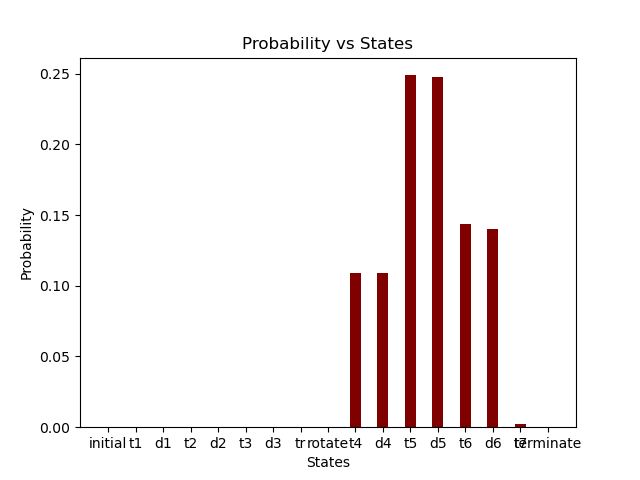 Probability vs States
Probability
0.25
0.20
0.15
0.10
0.05
0.00
initial t1 d1 t2 d2 t3 d3 tr rotate t4 d4 t5 d5 t6 d6 t7 terminate
States